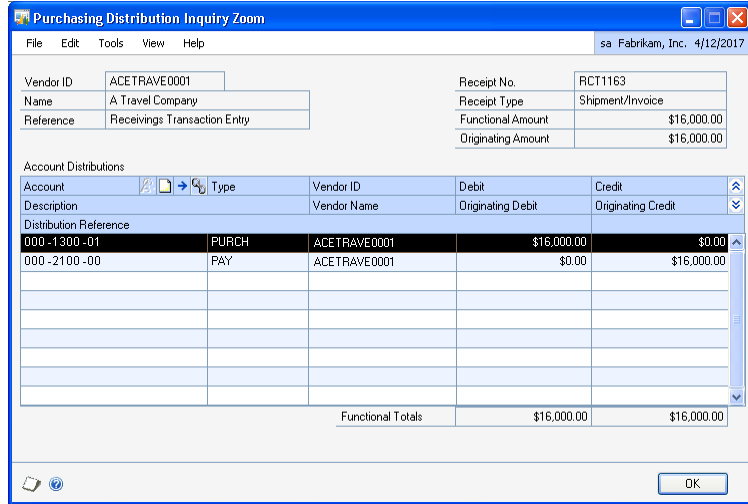 Purchasing Distribution Inquiry Zoom
File Edit Tools View Help sa Fabrikam, Inc. 4/12/2017
Vendor ID ACETRAVE0001 Receipt No. RCT1163
Name A Travel Company Receipt Type Shipment/Invoice
Reference Receivings Transaction Entry Functional Amount $16,000.00
Originating Amount $16,000.00
Account Distributions
Account Type Vendor ID Debit Credit
Description Vendor Name Originating Debit Originating Credit
Distribution Reference
000 -1300 -01 PURCH ACETRAVE0001 $16,000.00 $0.00
000 -2100 -00 PAY ACETRAVE0001 $0.00 $16,000.00
Functional Totals $16,000.00 $16,000.00
OK